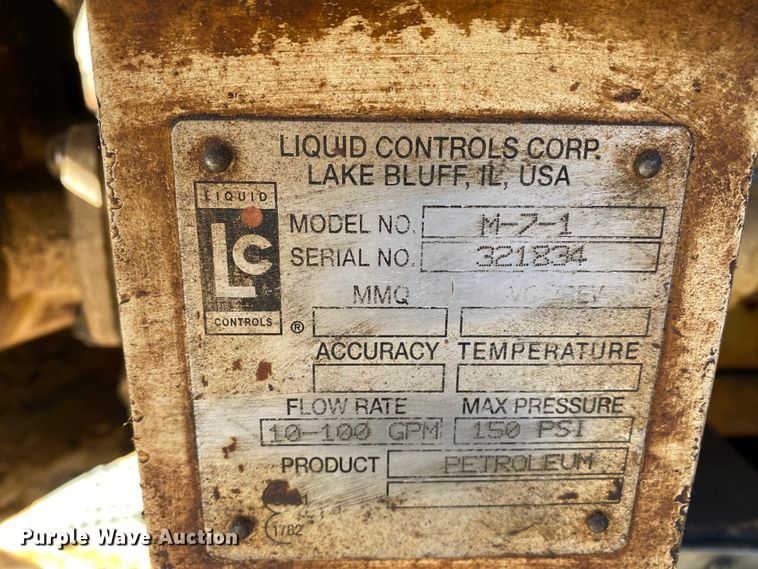 LIQUID CONTROLS CORP.
LAKE BLUFF, IL, USA
LIQUID
LC
CONTROLS
®
MODEL NO. M-7-1
SERIAL NO. 321834
MMQ
ACCURACY TEMPERATURE
FLOW RATE MAX PRESSURE
10-100 GPM 150 PSI
PRODUCT PETROLEUM
1782
Purple Wave Auction